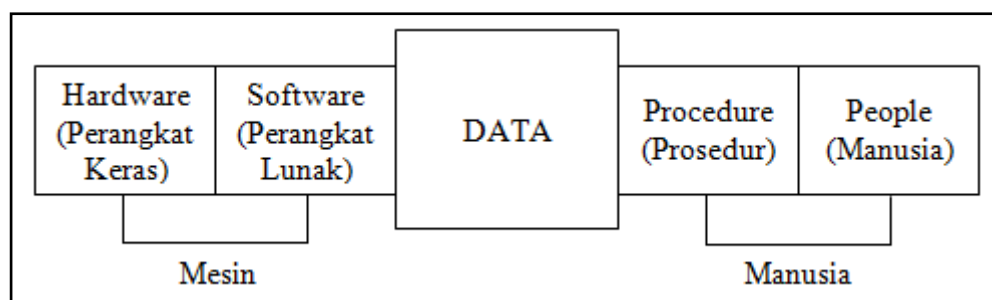 Hardware
(Perangkat
Keras)
Software
(Perangkat
Lunak)
DATA
Procedure
(Prosedur)
People
(Manusia)
Mesin
Manusia